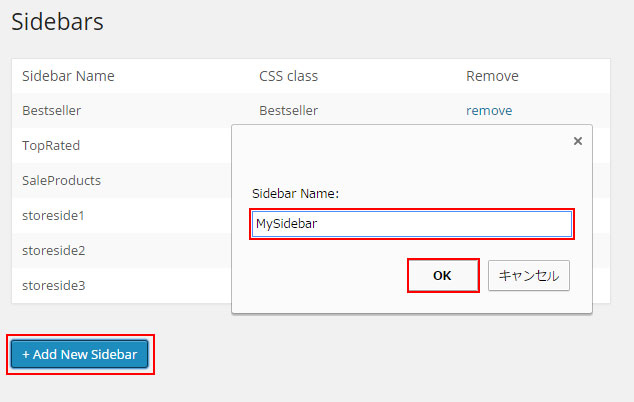 Sidebars
Sidebar Name CSS class Remove
Bestseller Bestseller remove
TopRated
SaleProducts
storeside1
storeside2
storeside3
×
Sidebar Name:
MySidebar
OK キャンセル
+ Add New Sidebar